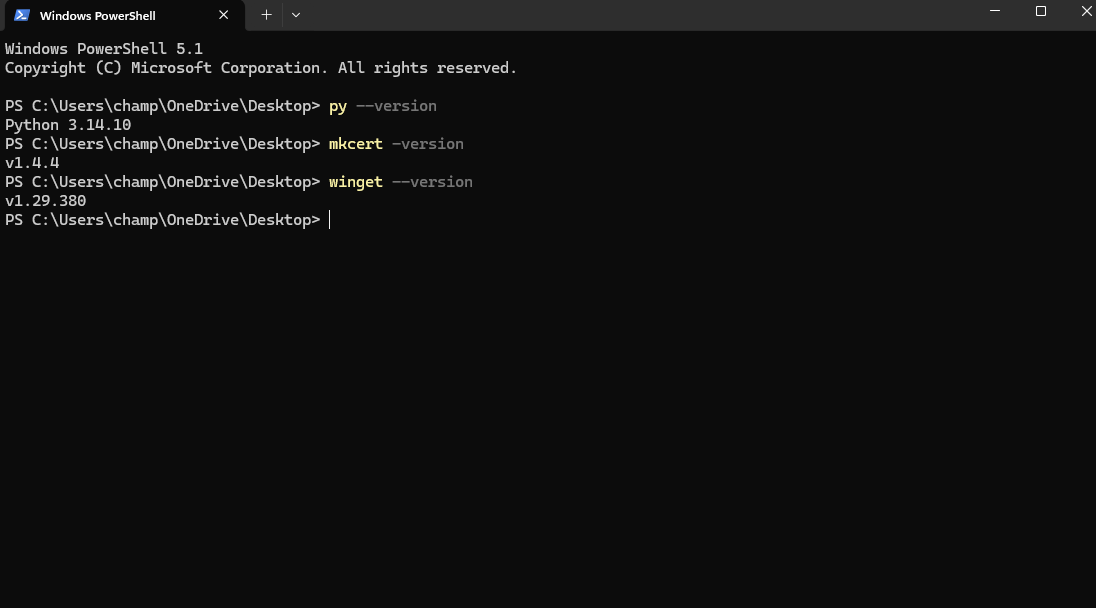 Windows PowerShell
Windows PowerShell 5.1
Copyright (C) Microsoft Corporation. All rights reserved.
PS C:\Users\champ\OneDrive\Desktop> py --version
Python 3.14.10
PS C:\Users\champ\OneDrive\Desktop> mkcert -version
v1.4.4
PS C:\Users\champ\OneDrive\Desktop> winget --version
v1.29.380
PS C:\Users\champ\OneDrive\Desktop>